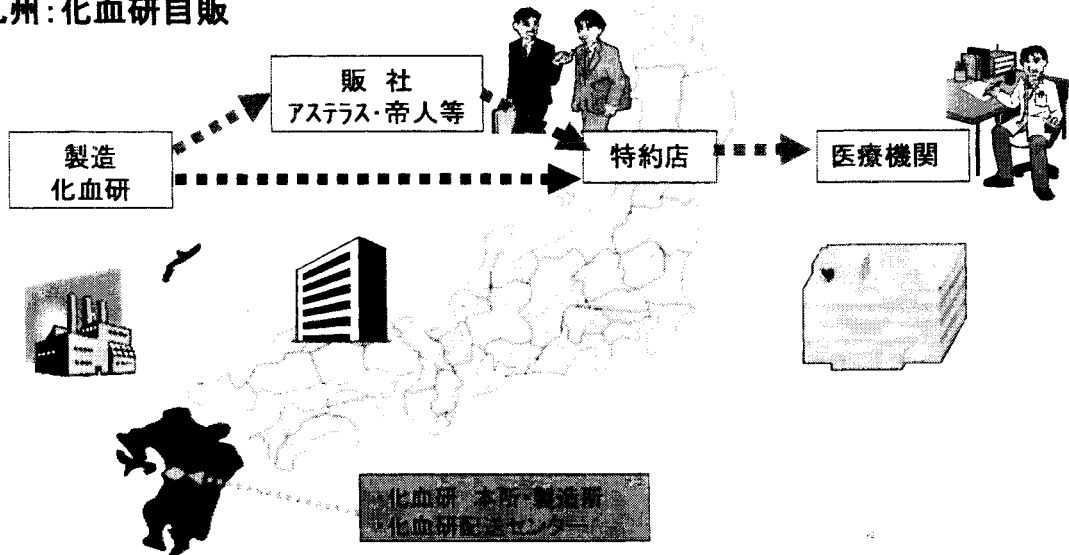 州:化血研自販
販 社
アステラス・帝人等
製造
化血研
特約店
医療機関
・化血研 本所・製造所
・化血研配送センター